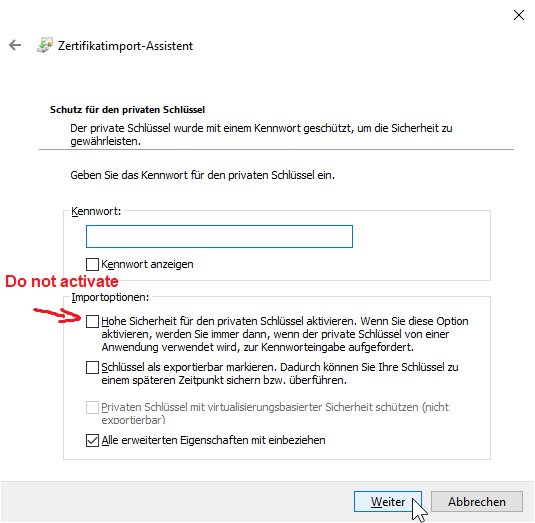 Zertifikatimport-Assistent
Schutz für den privaten Schlüssel
Der private Schlüssel wurde mit einem Kennwort geschützt, um die Sicherheit zu
gewährleisten.
Geben Sie das Kennwort für den privaten Schlüssel ein.
Kennwort:
Kennwort anzeigen
Do not activate
Importoptionen:
Hohe Sicherheit für den privaten Schlüssel aktivieren. Wenn Sie diese Option
aktivieren, werden Sie immer dann, wenn der private Schlüssel von einer
Anwendung verwendet wird, zur Kennworteingabe aufgefordert.
Schlüssel als exportierbar markieren. Dadurch können Sie Ihre Schlüssel zu
einem späteren Zeitpunkt sichern bzw. überführen.
Privaten Schlüssel mit virtualisierungsbasierter Sicherheit schützen (nicht
exportierbar)
Alle erweiterten Eigenschaften mit einbeziehen
Weiter
Abbrechen